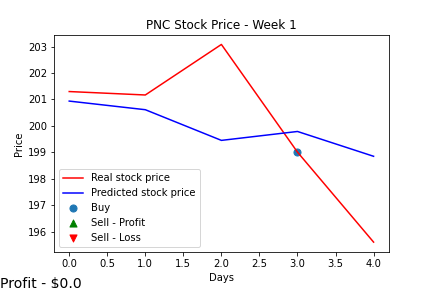 PNC Stock Price - Week 1
203
202
201
200
199
198
197
196
Price
Real stock price
Predicted stock price
Buy
Sell - Profit
Sell - Loss
0.0 0.5 1.0 1.5 2.0 2.5 3.0 3.5 4.0
Days
Profit - $0.0